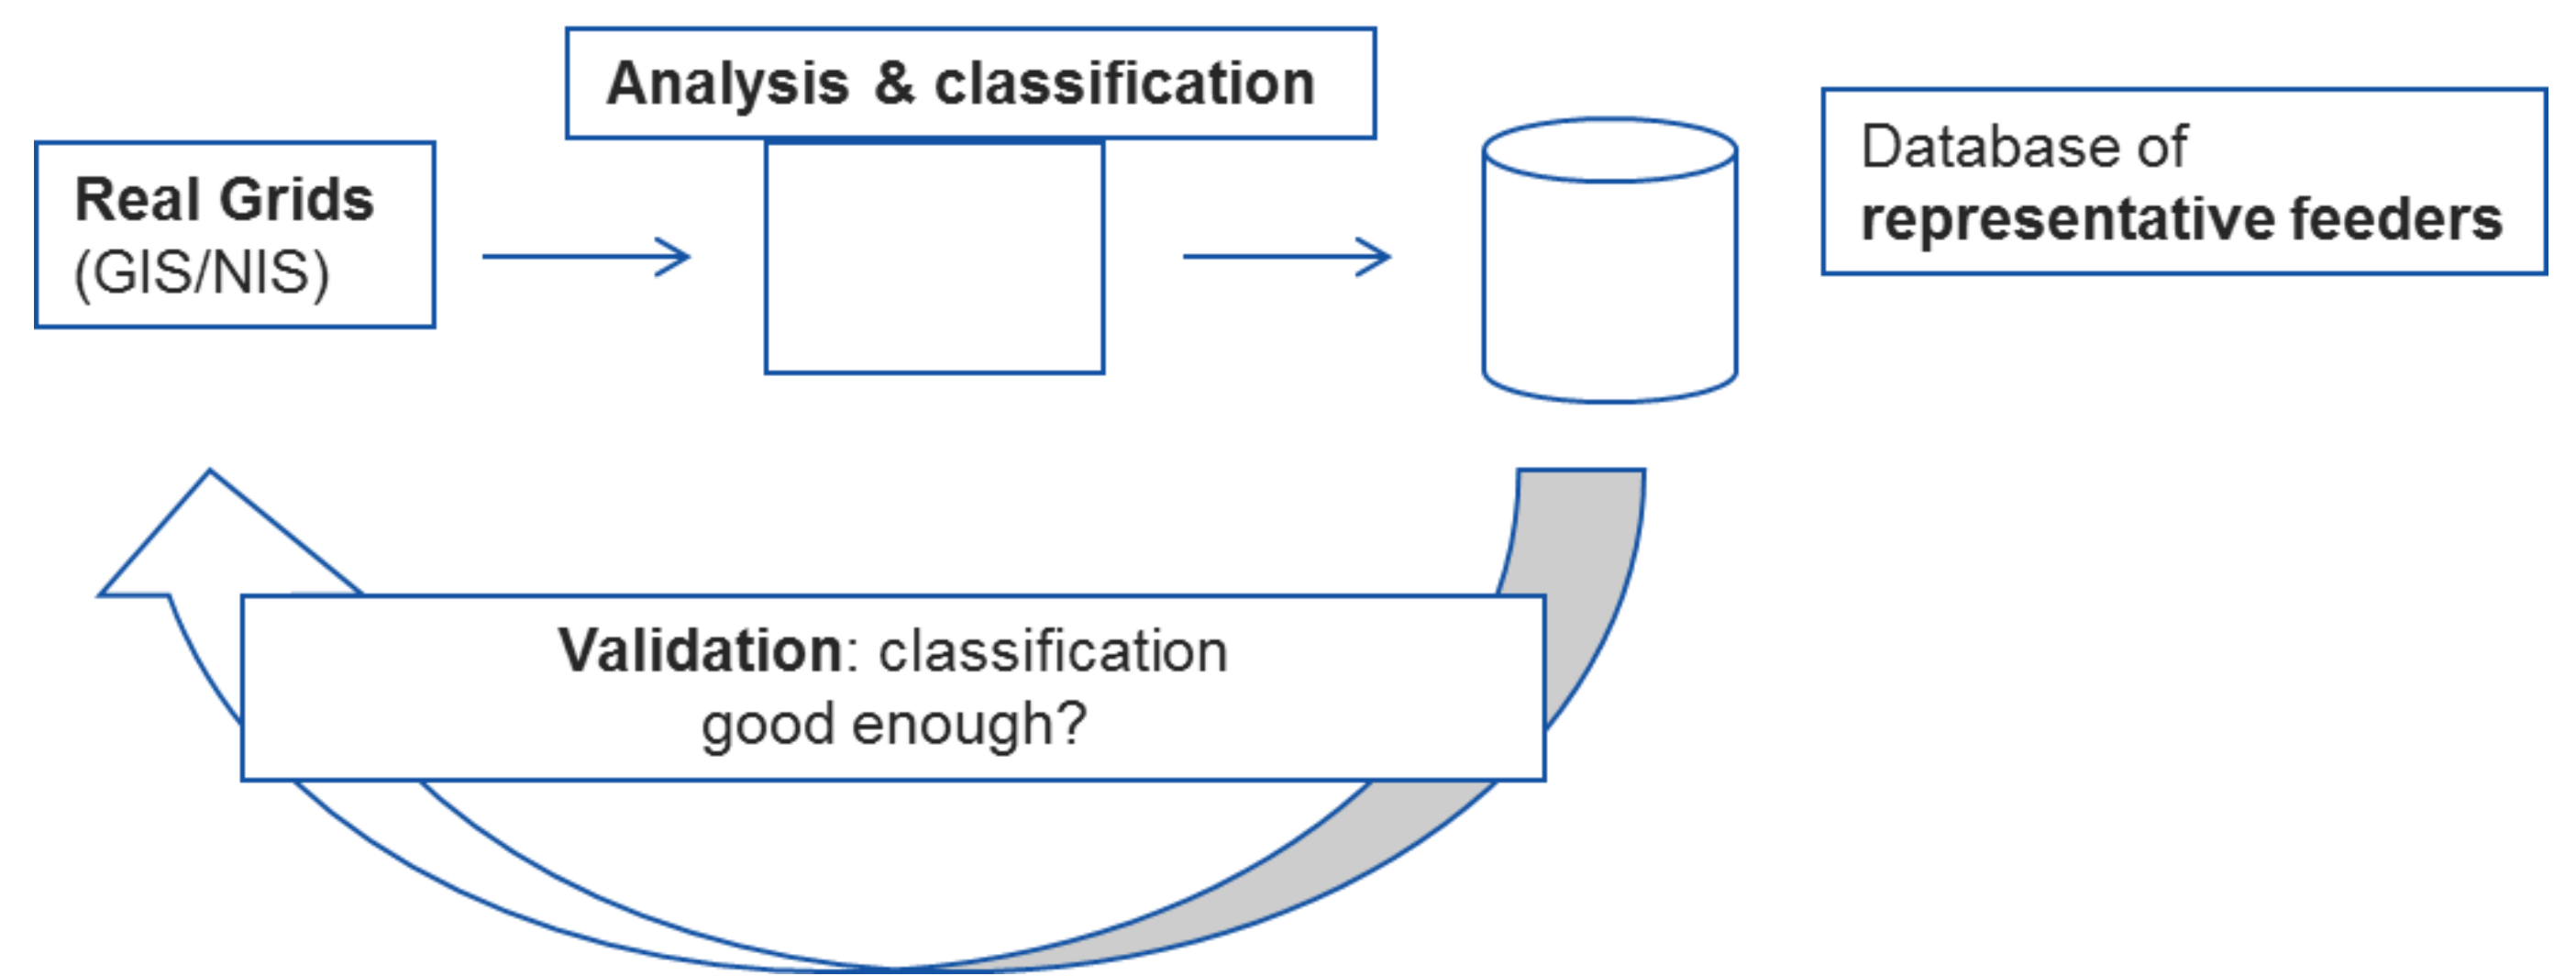 Analysis & classification
Real Grids
(GIS/NIS)
Database of
representative feeders
Validation: classification
good enough?